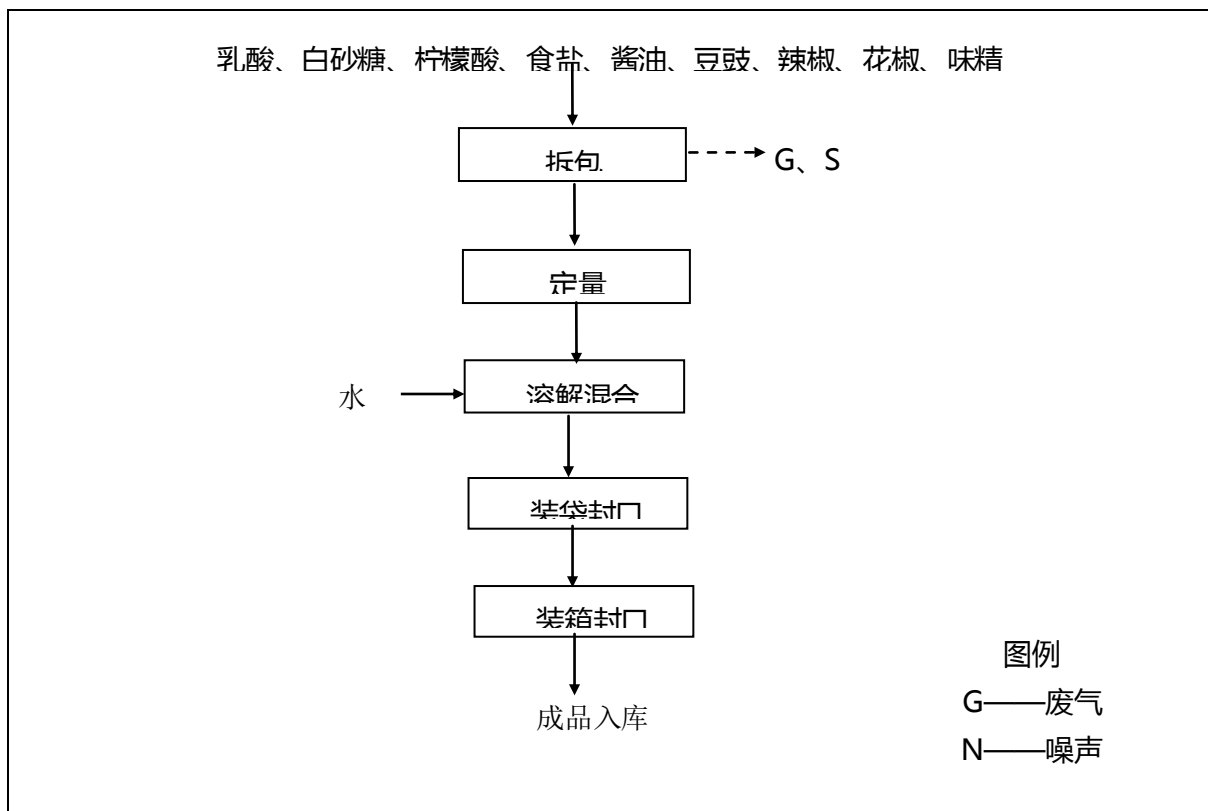 乳酸、白砂糖、柠檬酸、食盐、酱油、豆豉、辣椒、花椒、味精
拆包
G、S
定量
水
溶解混合
装袋封口
装箱封口
成品入库
图例
G——废气
N——噪声